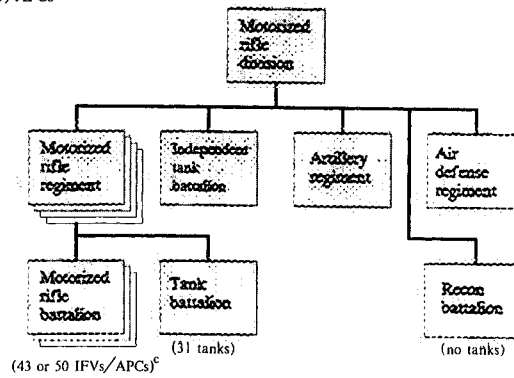 Motorized
rifle
division
Motorized
rifle
regiment
Independent
tank
battalion
Artillery
regiment
Air
defense
regiment
Motorized
rifle
battalion
Tank
battalion
Recon
battalion
(43 or 50 IFVs/APCs)c
(31 tanks)
(no tanks)